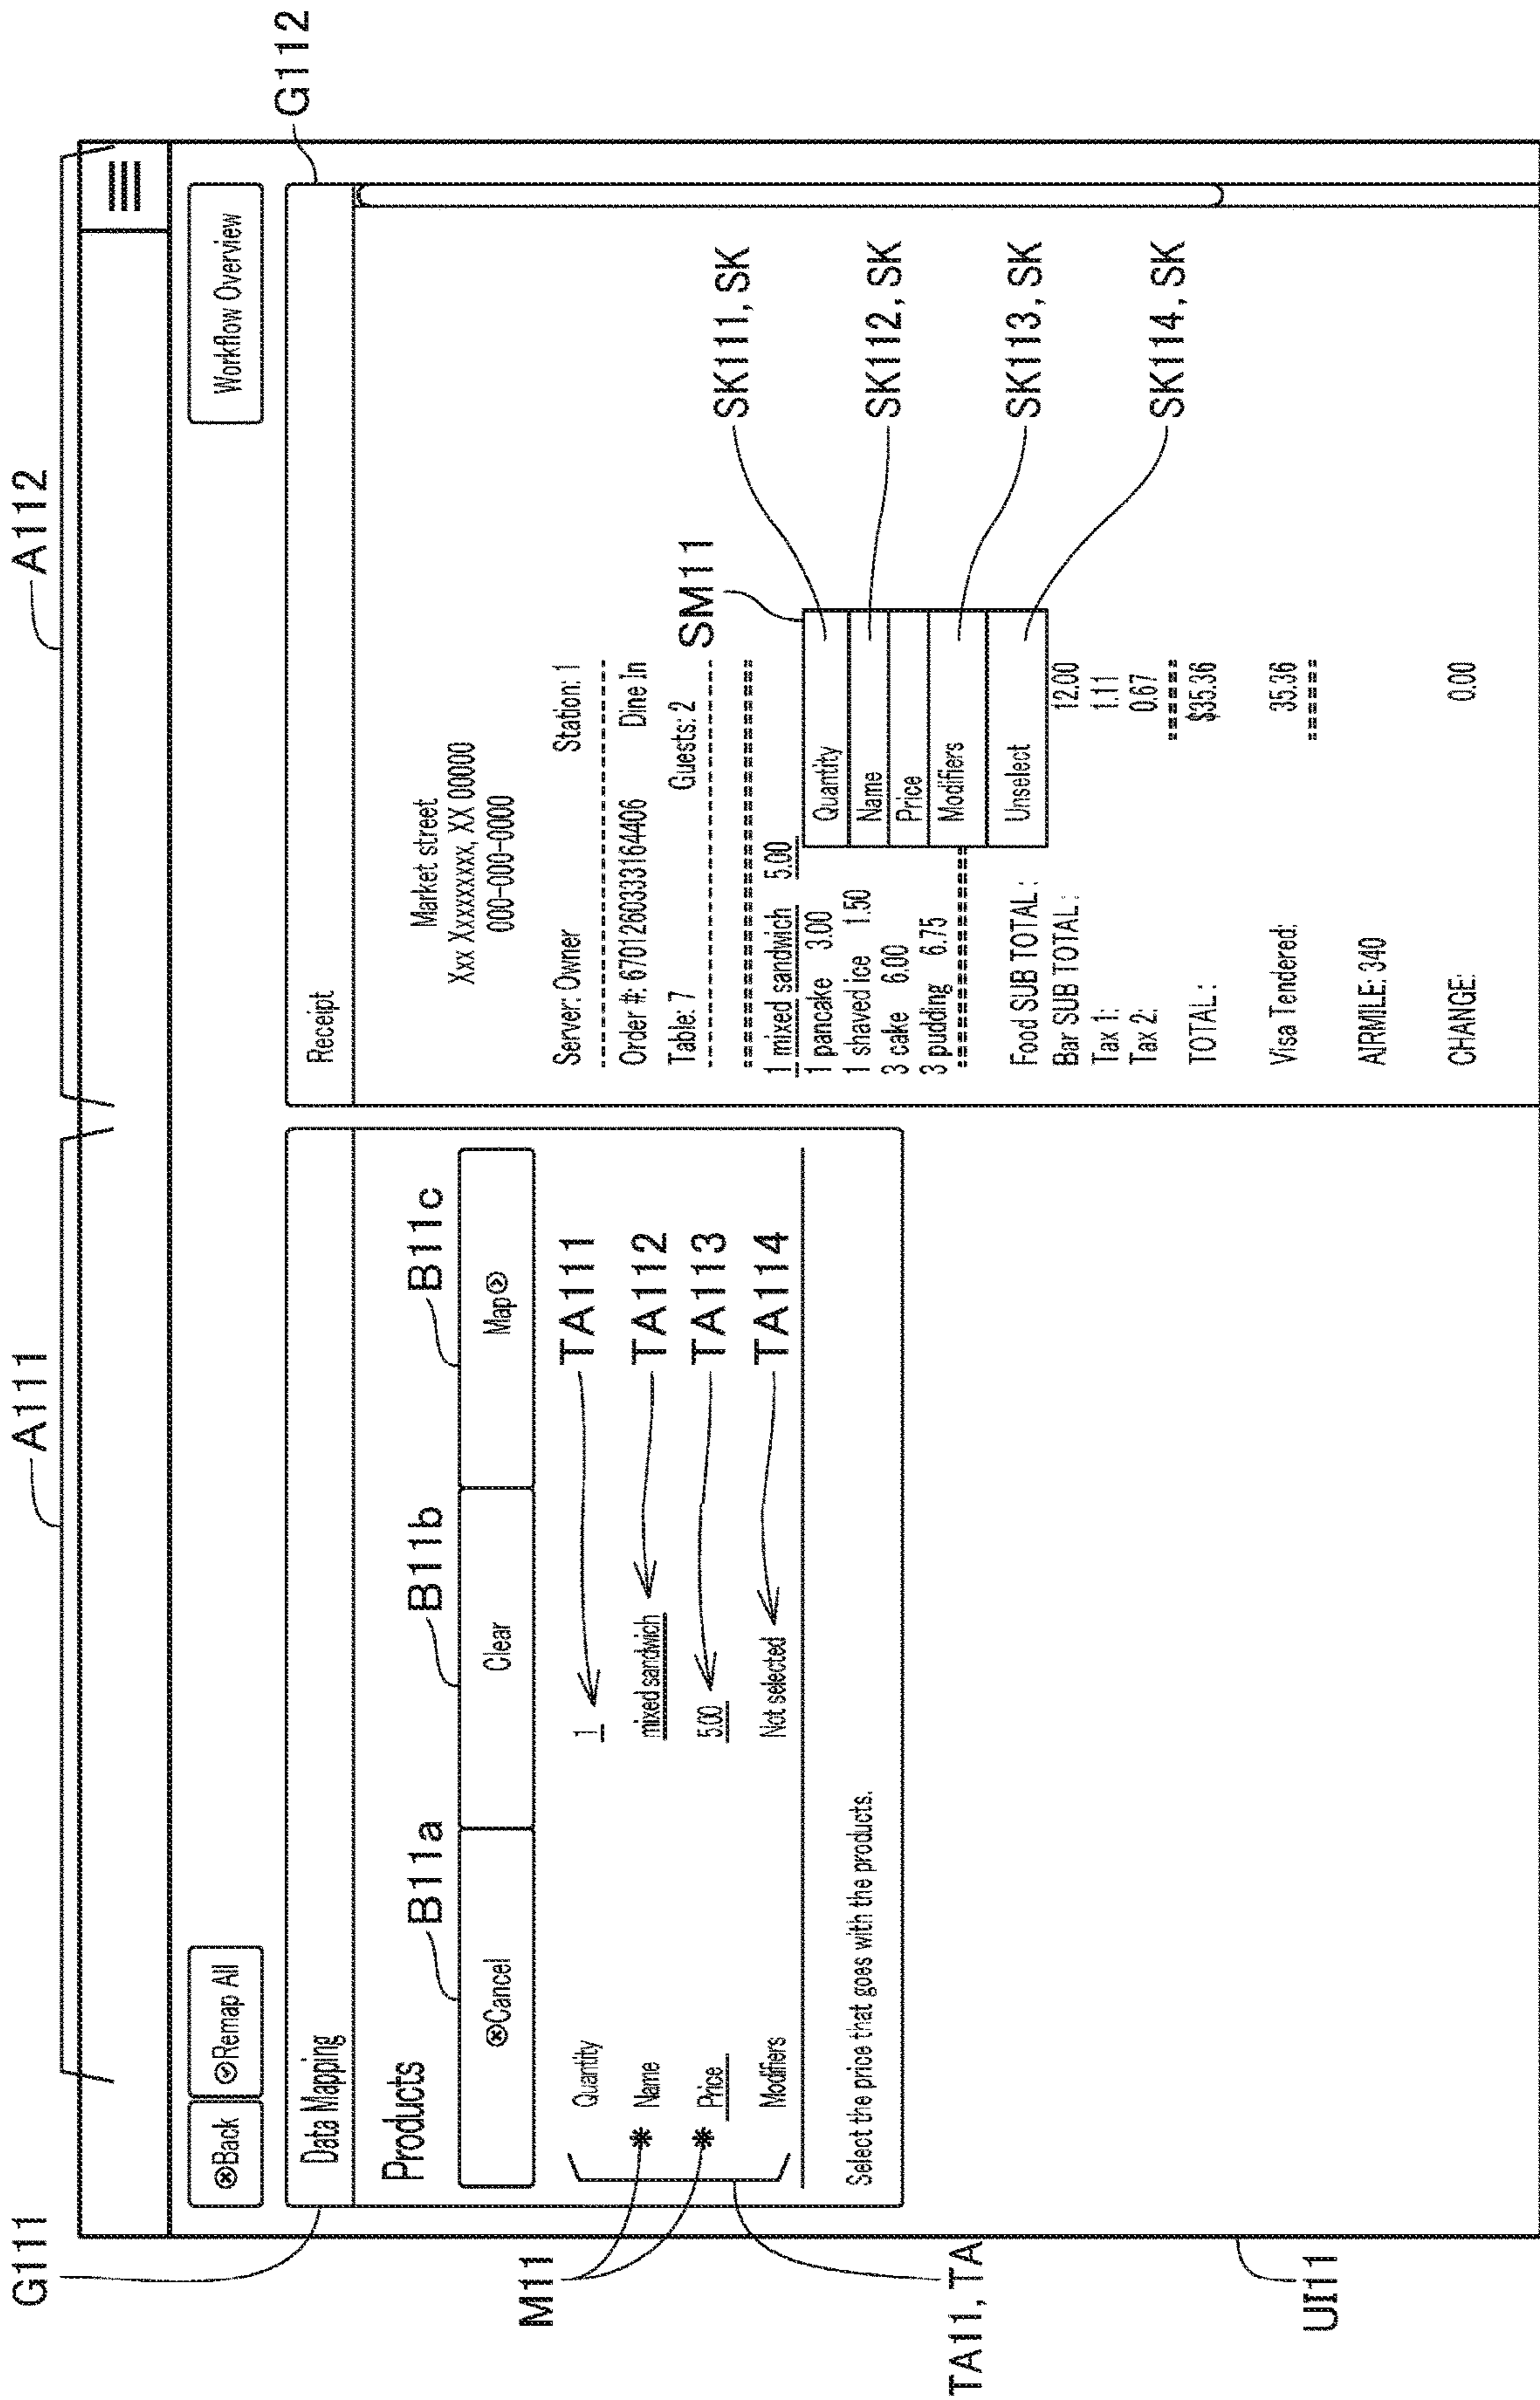 A111
A112
G111
G112
⊗Back
Remap All
Workflow Overview
Data Mapping
Products
B11a
B11b
B11c
⊗Cancel
Clear
Map
M11
Quantity
1
TA111
* Name
mixed sandwich
TA112
* Price
5.00
TA113
Modifiers
Not selected
TA114
Select the price that goes with the products.
TA11, TA
UI11
Receipt
Market street
Xxx Xxxxxxxx, XX 00000
000-000-0000
Server: Owner Station: 1
Order #: 6701260333164406 Dine In
Table: 7 Guests: 2
SM11
1 mixed sandwich 5.00
1 pancake 3.00
1 shaved ice 1.50
3 cake 6.00
3 pudding 6.75
Quantity
SK111, SK
Name
SK112, SK
Price
Modifiers
SK113, SK
Unselect
SK114, SK
Food SUB TOTAL :
Bar SUB TOTAL : 12.00
Tax 1: 1.11
Tax 2: 0.67
TOTAL : $35.36
Visa Tendered: 35.36
AIRMILE: 340
CHANGE: 0.00